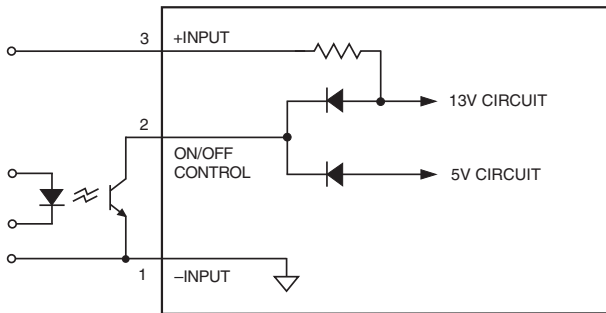 3 +INPUT
13V CIRCUIT
2
ON/OFF
CONTROL
5V CIRCUIT
1 –INPUT